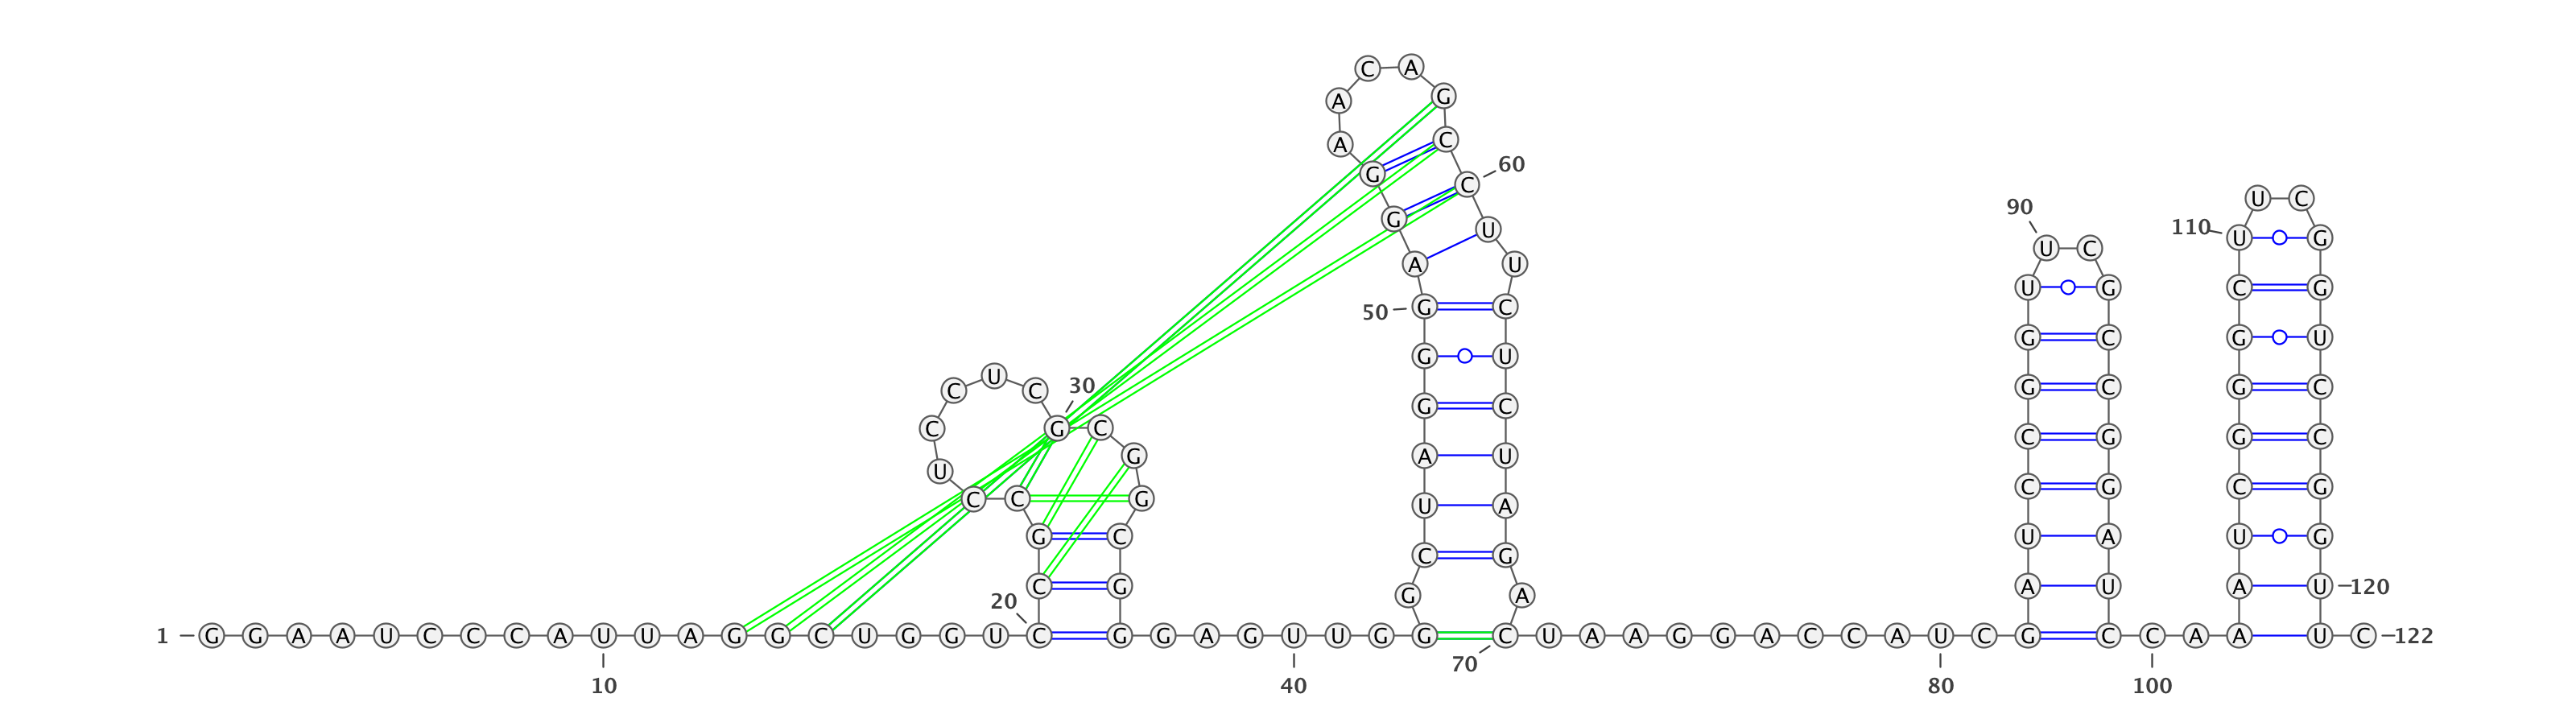 C A
A G
A C
60
G C
U C
90
G U
110 U G
U C
A U
U G C G
50 G C
G C G U
G U
U
30
C C G C G C
G C
C G C
C G G C
A U G
U
C G C G
C C G
U A
G C U A U G
C G
C G A U A U 120
G A
20
1 G G A A U C C C A U U A G G C U G G U C G G A G U U G G C U A A G G A C C A U C G C C A A U C 122
70
10 40 80 100